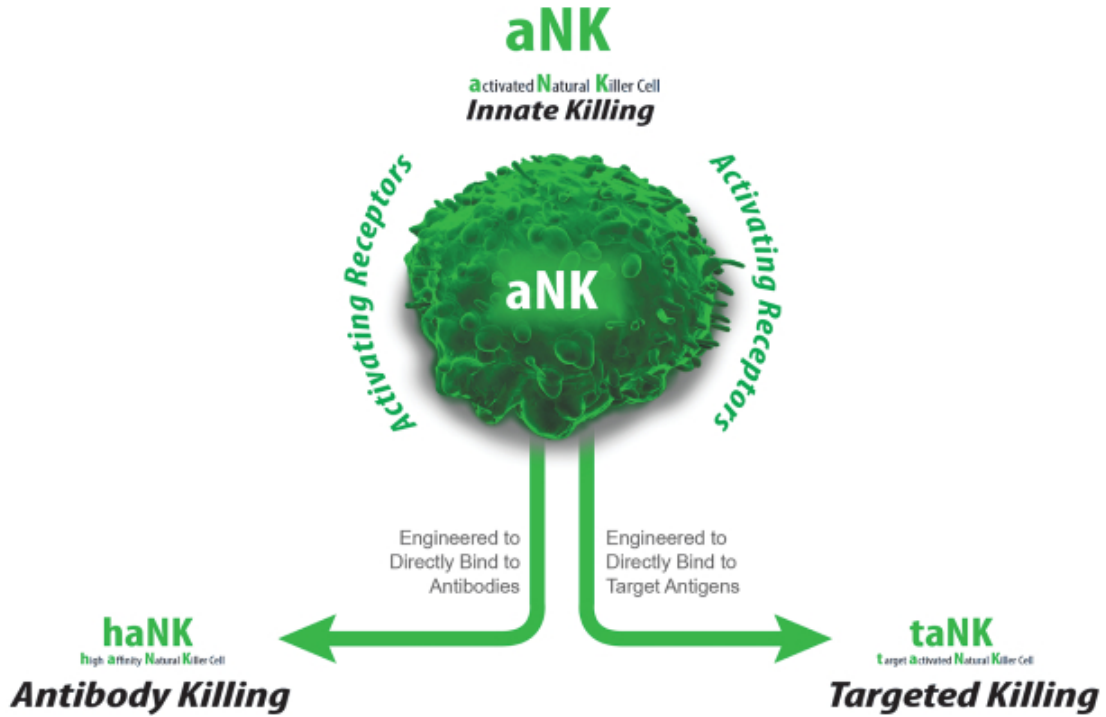 aNK
activated Natural Killer Cell
Innate Killing
Activating Receptors
Activating Receptors
aNK
Engineered to
Directly Bind to
Antibodies
Engineered to
Directly Bind to
Target Antigens
haNK
high affinity Natural Killer Cell
Antibody Killing
taNK
target activated Natural Killer Cell
Targeted Killing